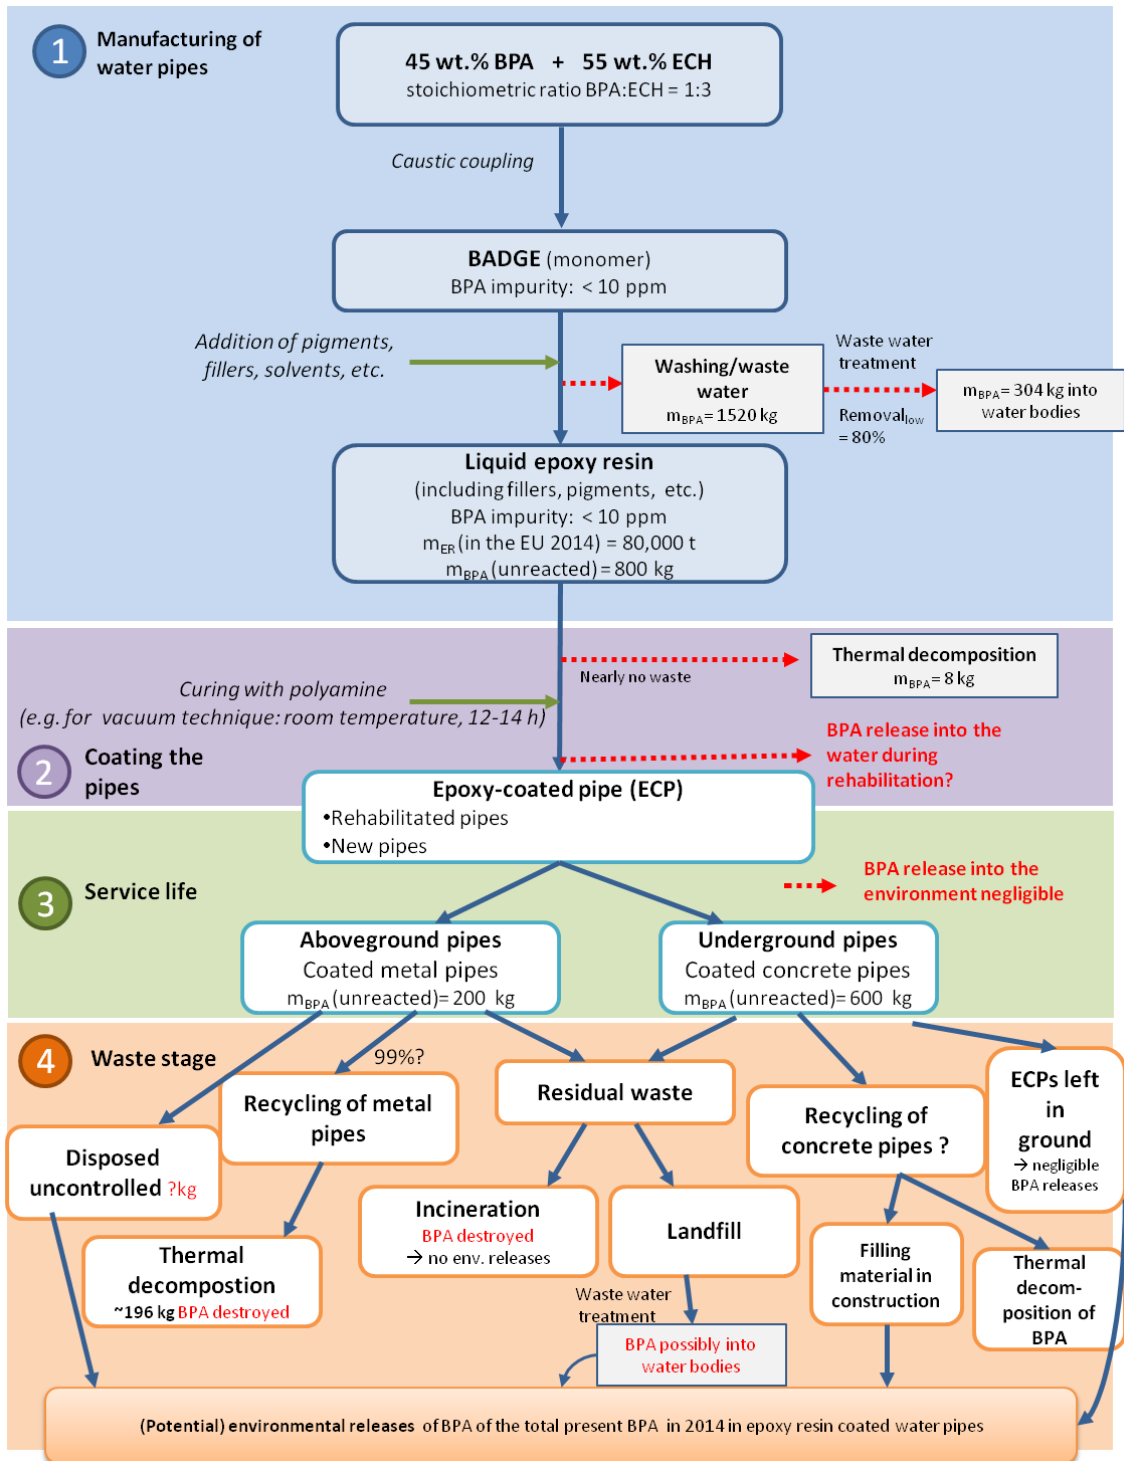 1
Manufacturing of
water pipes
45 wt.% BPA + 55 wt.% ECH
stoichiometric ratio BPA:ECH = 1:3
Caustic coupling
BADGE (monomer)
BPA impurity: < 10 ppm
Addition of pigments,
fillers, solvents, etc.
Washing/waste
water
mBPA = 1520 kg
Waste water
treatment
Removallow
= 80%
mBPA = 304 kg into
water bodies
Liquid epoxy resin
(including fillers, pigments, etc.)
BPA impurity: < 10 ppm
mER (in the EU 2014) = 80,000 t
mBPA (unreacted) = 800 kg
Nearly no waste
Thermal decomposition
mBPA = 8 kg
Curing with polyamine
(e.g. for vacuum technique: room temperature, 12-14 h)
BPA release into the
water during
rehabilitation?
2
Coating the
pipes
Epoxy-coated pipe (ECP)
•Rehabilitated pipes
•New pipes
3
Service life
BPA release into the
environment negligible
Aboveground pipes
Coated metal pipes
mBPA (unreacted)= 200 kg
Underground pipes
Coated concrete pipes
mBPA (unreacted)= 600 kg
4
Waste stage
99%?
Recycling of metal
pipes
Residual waste
Recycling of
concrete pipes ?
ECPs left
in
ground
→ negligible
BPA releases
Disposed
uncontrolled ?kg
Thermal
decompostion
~196 kg BPA destroyed
Incineration
BPA destroyed
→ no env. releases
Landfill
Filling
material in
construction
Thermal
decom-
position of
BPA
Waste water
treatment
BPA possibly into
water bodies
(Potential) environmental releases of BPA of the total present BPA in 2014 in epoxy resin coated water pipes